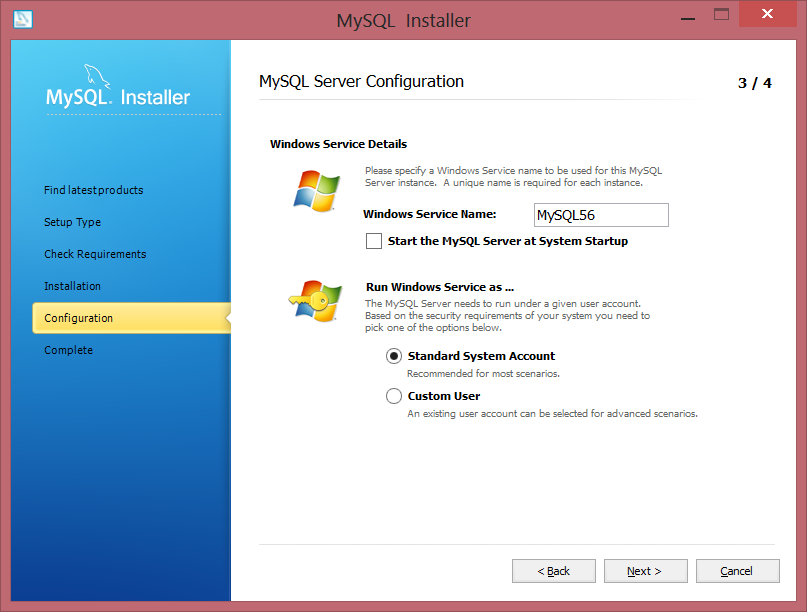 MySQL Installer
MySQL. Installer
Find latest products
Setup Type
Check Requirements
Installation
Configuration
Complete
MySQL Server Configuration
3 / 4
Windows Service Details
Please specify a Windows Service name to be used for this MySQL
Server instance. A unique name is required for each instance.
Windows Service Name:
MySQL56
Start the MySQL Server at System Startup
Run Windows Service as ...
The MySQL Server needs to run under a given user account.
Based on the security requirements of your system you need to
pick one of the options below.
Standard System Account
Recommended for most scenarios.
Custom User
An existing user account can be selected for advanced scenarios.
< Back
Next >
Cancel